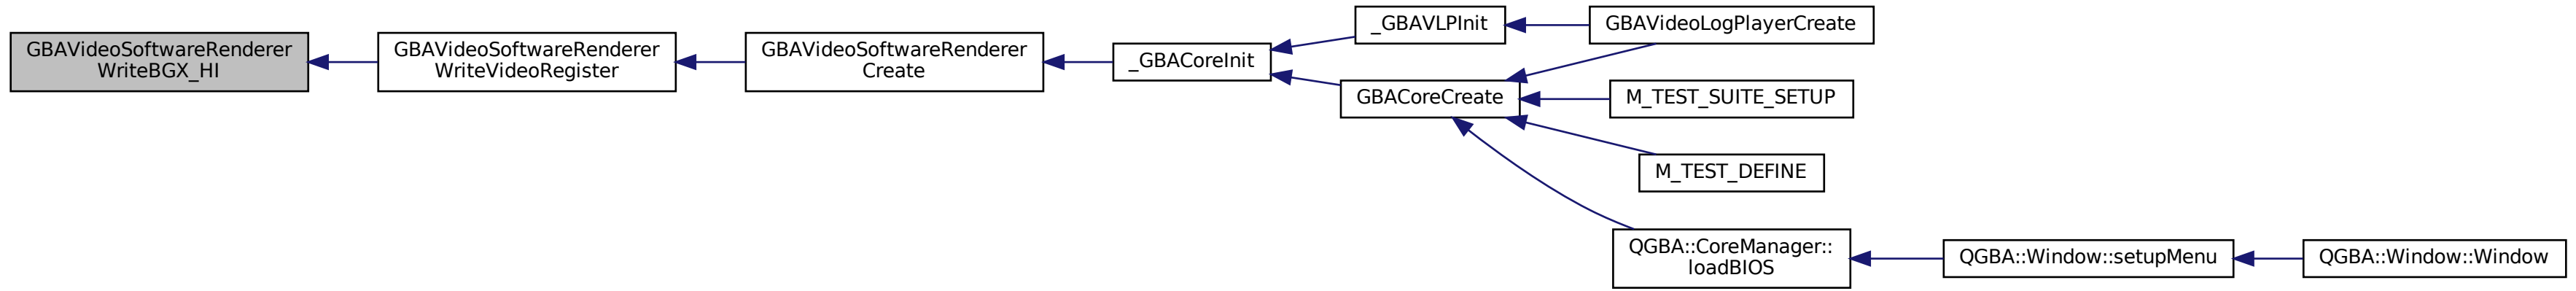 GBAVideoSoftwareRenderer
WriteBGX_HI
GBAVideoSoftwareRenderer
WriteVideoRegister
GBAVideoSoftwareRenderer
Create
_GBACoreInit
_GBAVLPInit
GBAVideoLogPlayerCreate
GBACoreCreate
M_TEST_SUITE_SETUP
M_TEST_DEFINE
QGBA::CoreManager::
loadBIOS
QGBA::Window::setupMenu
QGBA::Window::Window